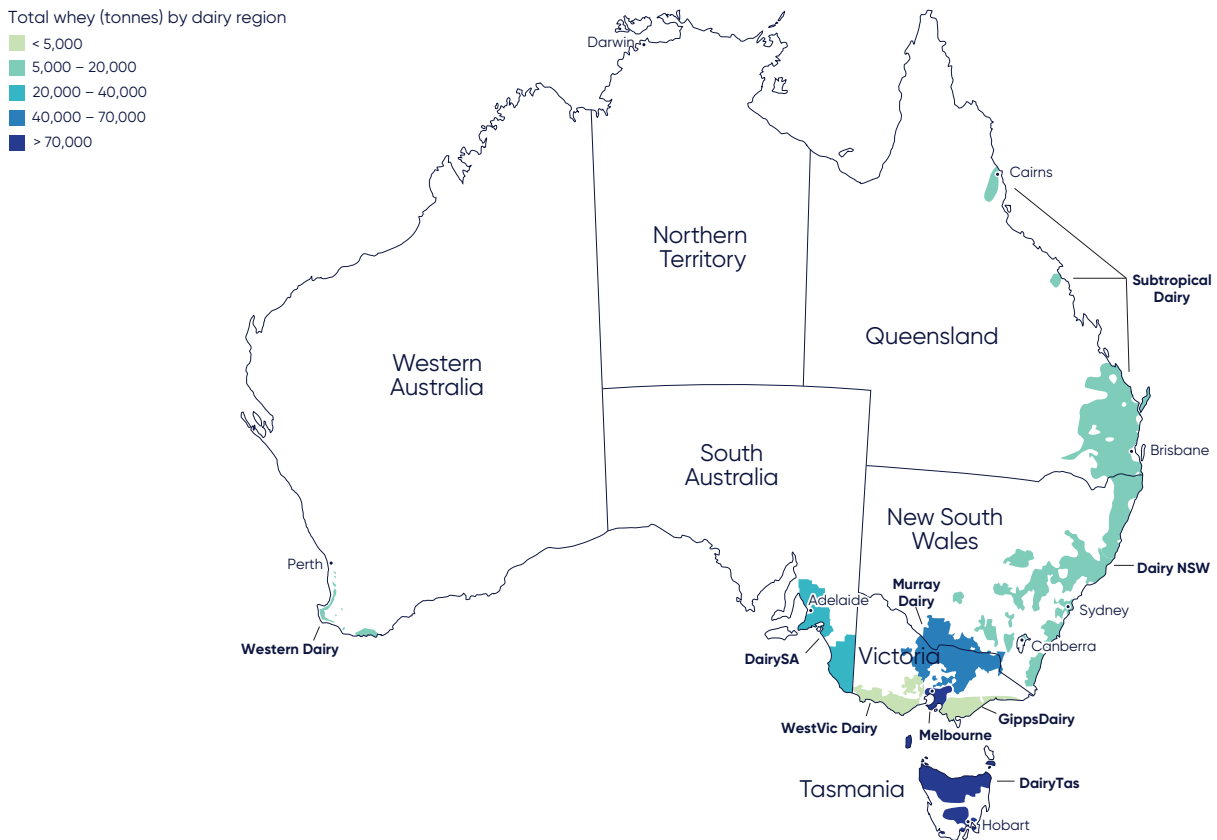 Total whey (tonnes) by dairy region
< 5,000
5,000 – 20,000
20,000 – 40,000
40,000 – 70,000
> 70,000
Darwin
Cairns
Northern
Territory
Subtropical
Dairy
Queensland
Western
Australia
South
Australia
Brisbane
New South
Wales
Perth
Dairy NSW
Murray
Dairy
Adelaide
Sydney
Western Dairy
Canberra
DairySA
Victoria
WestVic Dairy
GippsDairy
Melbourne
Tasmania
DairyTas
Hobart